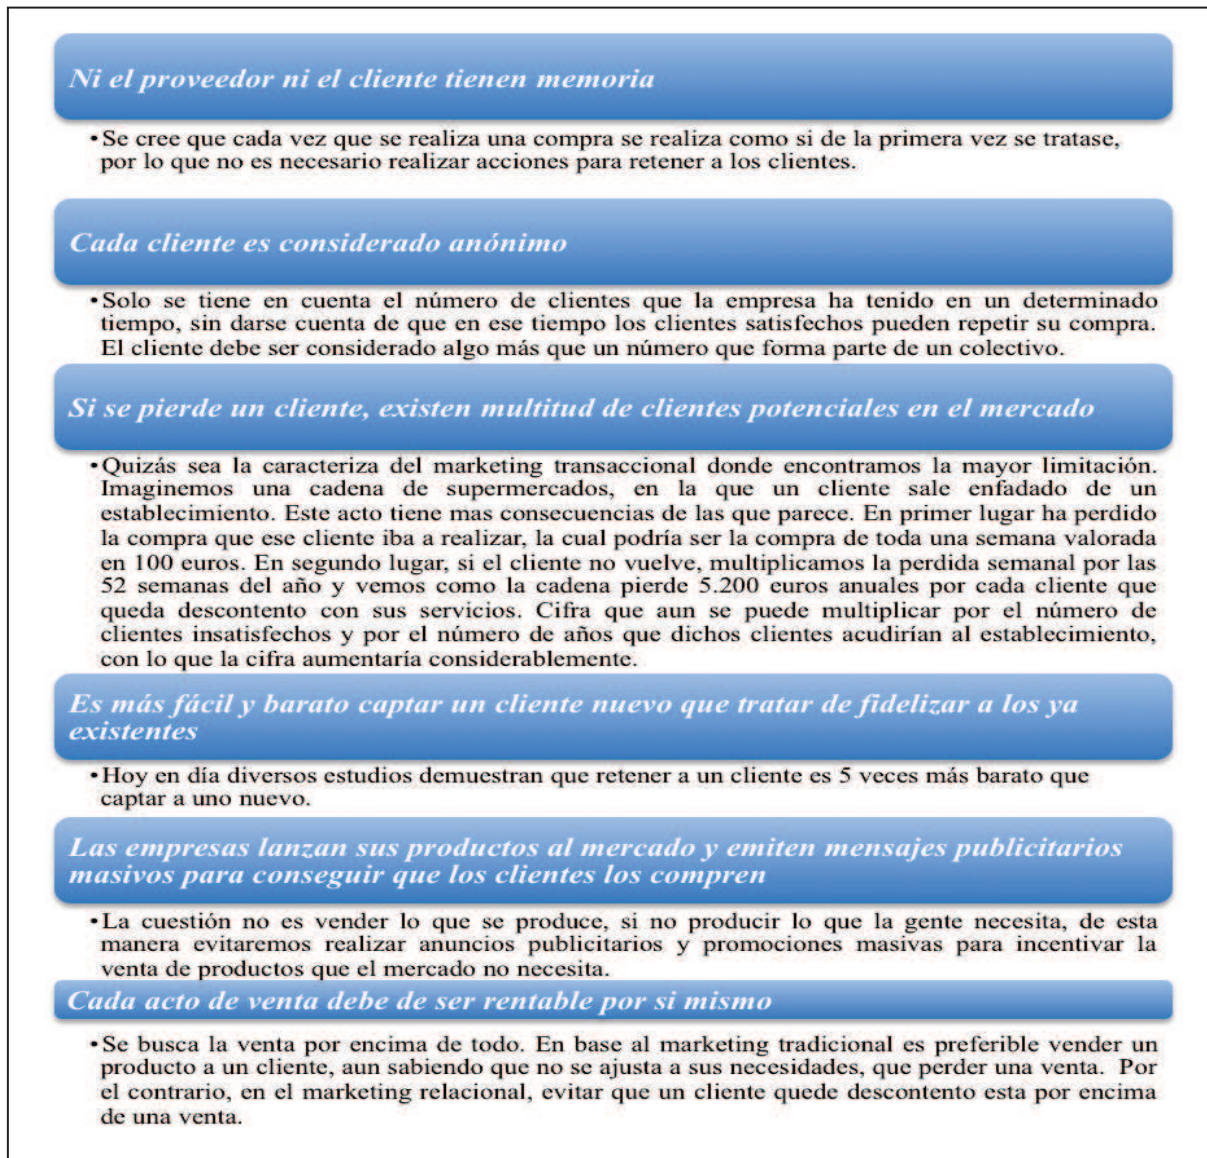 Ni el proveedor ni el cliente tienen memoria
•Se cree que cada vez que se realiza una compra se realiza como si de la primera vez se tratase,
por lo que no es necesario realizar acciones para retener a los clientes.
Cada cliente es considerado anónimo
•Solo se tiene en cuenta el número de clientes que la empresa ha tenido en un determinado
tiempo, sin darse cuenta de que en ese tiempo los clientes satisfechos pueden repetir su compra.
El cliente debe ser considerado algo más que un número que forma parte de un colectivo.
Si se pierde un cliente, existen multitud de clientes potenciales en el mercado
•Quizás sea la caracteriza del marketing transaccional donde encontramos la mayor limitación.
Imaginemos una cadena de supermercados, en la que un cliente sale enfadado de un
establecimiento. Este acto tiene mas consecuencias de las que parece. En primer lugar ha perdido
la compra que ese cliente iba a realizar, la cual podría ser la compra de toda una semana valorada
en 100 euros. En segundo lugar, si el cliente no vuelve, multiplicamos la perdida semanal por las
52 semanas del año y vemos como la cadena pierde 5.200 euros anuales por cada cliente que
queda descontento con sus servicios. Cifra que aun se puede multiplicar por el número de
clientes insatisfechos y por el número de años que dichos clientes acudirían al establecimiento,
con lo que la cifra aumentaría considerablemente.
Es más fácil y barato captar un cliente nuevo que tratar de fidelizar a los ya
existentes
•Hoy en día diversos estudios demuestran que retener a un cliente es 5 veces más barato que
captar a uno nuevo.
Las empresas lanzan sus productos al mercado y emiten mensajes publicitarios
masivos para conseguir que los clientes los compren
•La cuestión no es vender lo que se produce, si no producir lo que la gente necesita, de esta
manera evitaremos realizar anuncios publicitarios y promociones masivas para incentivar la
venta de productos que el mercado no necesita.
Cada acto de venta debe de ser rentable por si mismo
•Se busca la venta por encima de todo. En base al marketing tradicional es preferible vender un
producto a un cliente, aun sabiendo que no se ajusta a sus necesidades, que perder una venta. Por
el contrario, en el marketing relacional, evitar que un cliente quede descontento esta por encima
de una venta.